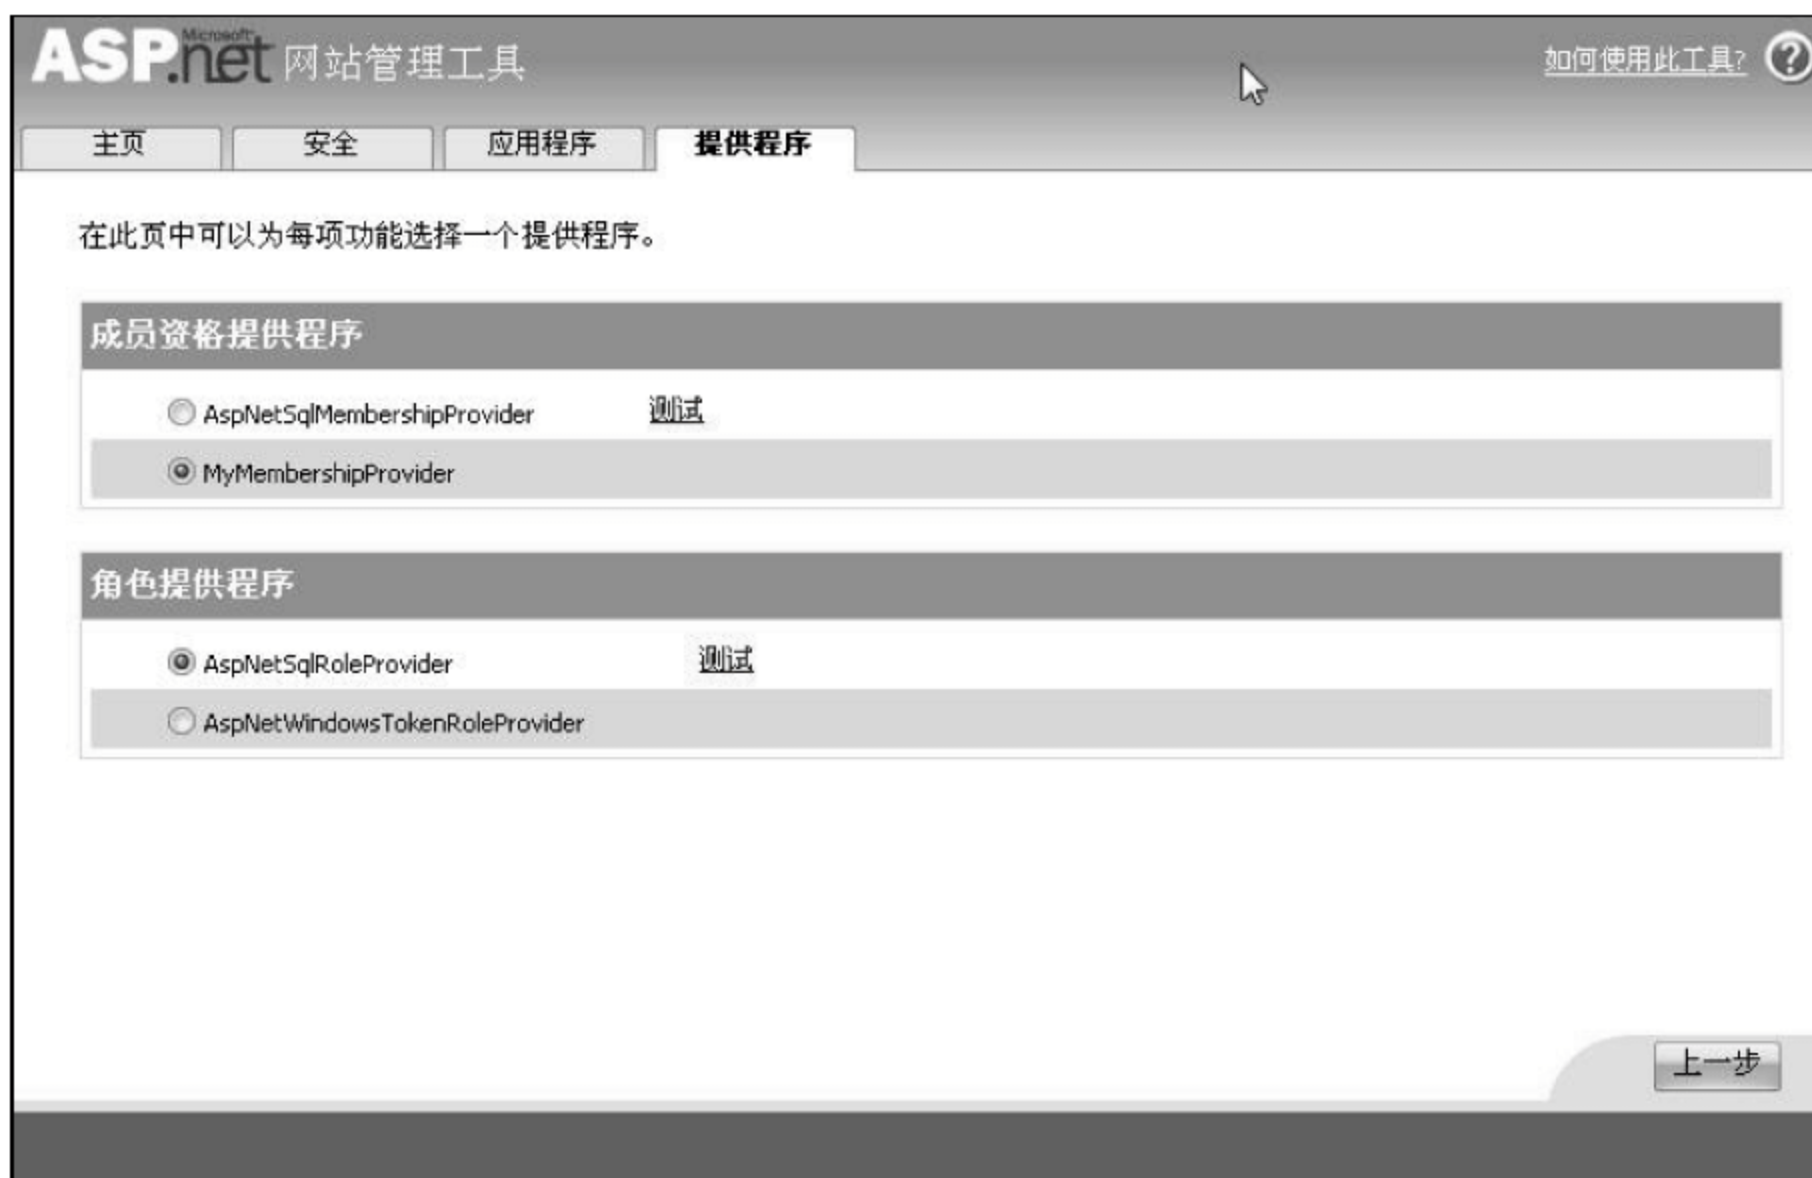 Microsoft
ASP.net 网站管理工具
如何使用此工具?
主页 安全 应用程序 提供程序
在此页中可以为每项功能选择一个提供程序。
成员资格提供程序
AspNetSqlMembershipProvider 测试
MyMembershipProvider
角色提供程序
AspNetSqlRoleProvider 测试
AspNetWindowsTokenRoleProvider
上一步